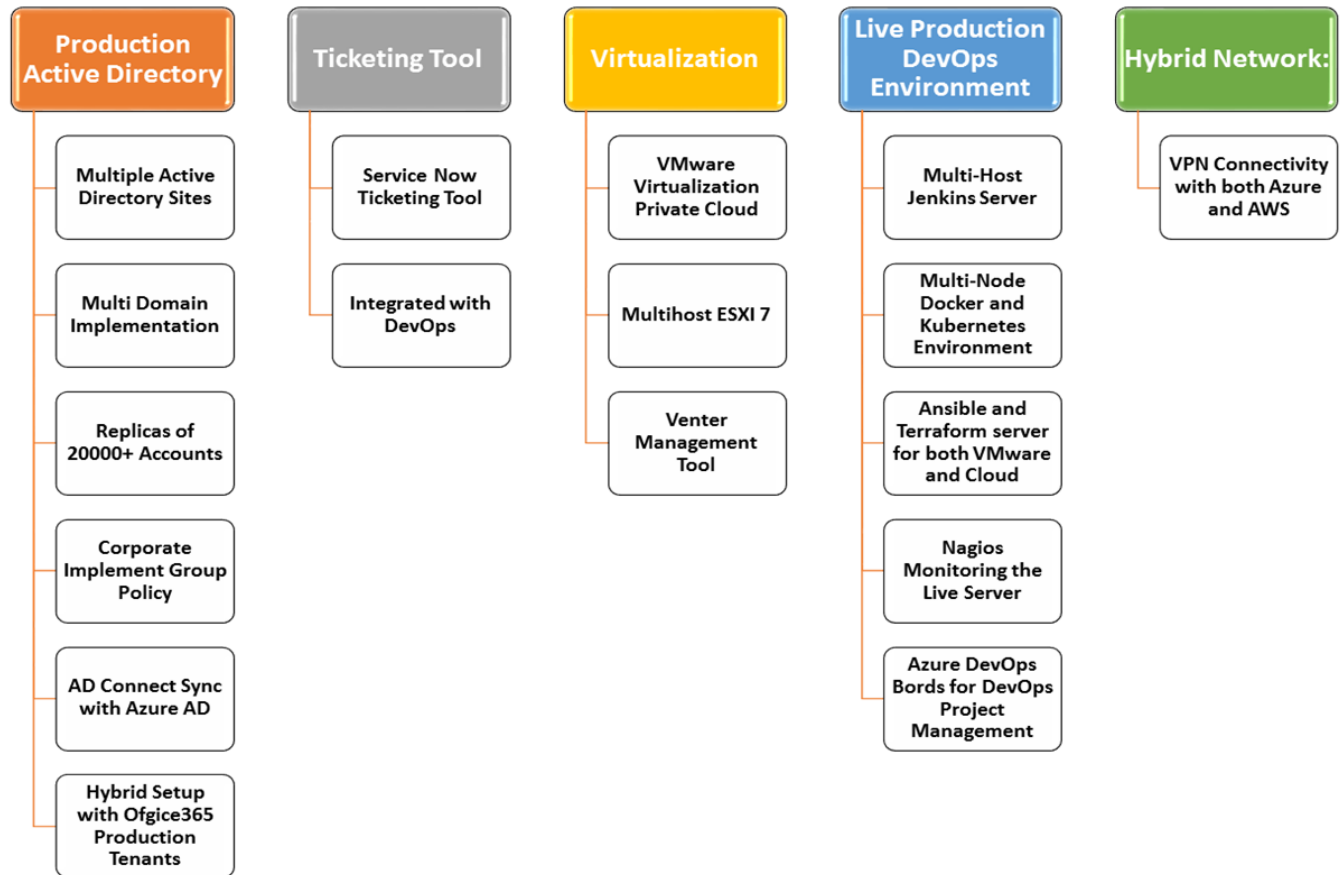 Production
Active Directory
Multiple Active
Directory Sites
Multi Domain
Implementation
Replicas of
20000+ Accounts
Corporate
Implement Group
Policy
AD Connect Sync
with Azure AD
Hybrid Setup
with Ofgice365
Production
Tenants
Ticketing Tool
Service Now
Ticketing Tool
Integrated with
DevOps
Virtualization
VMware
Virtualization
Private Cloud
Multihost ESXI 7
Venter
Management
Tool
Live Production
DevOps
Environment
Multi-Host
Jenkins Server
Multi-Node
Docker and
Kubernetes
Environment
Ansible and
Terraform server
for both VMware
and Cloud
Nagios
Monitoring the
Live Server
Azure DevOps
Bords for DevOps
Project
Management
Hybrid Network:
VPN Connectivity
with both Azure
and AWS